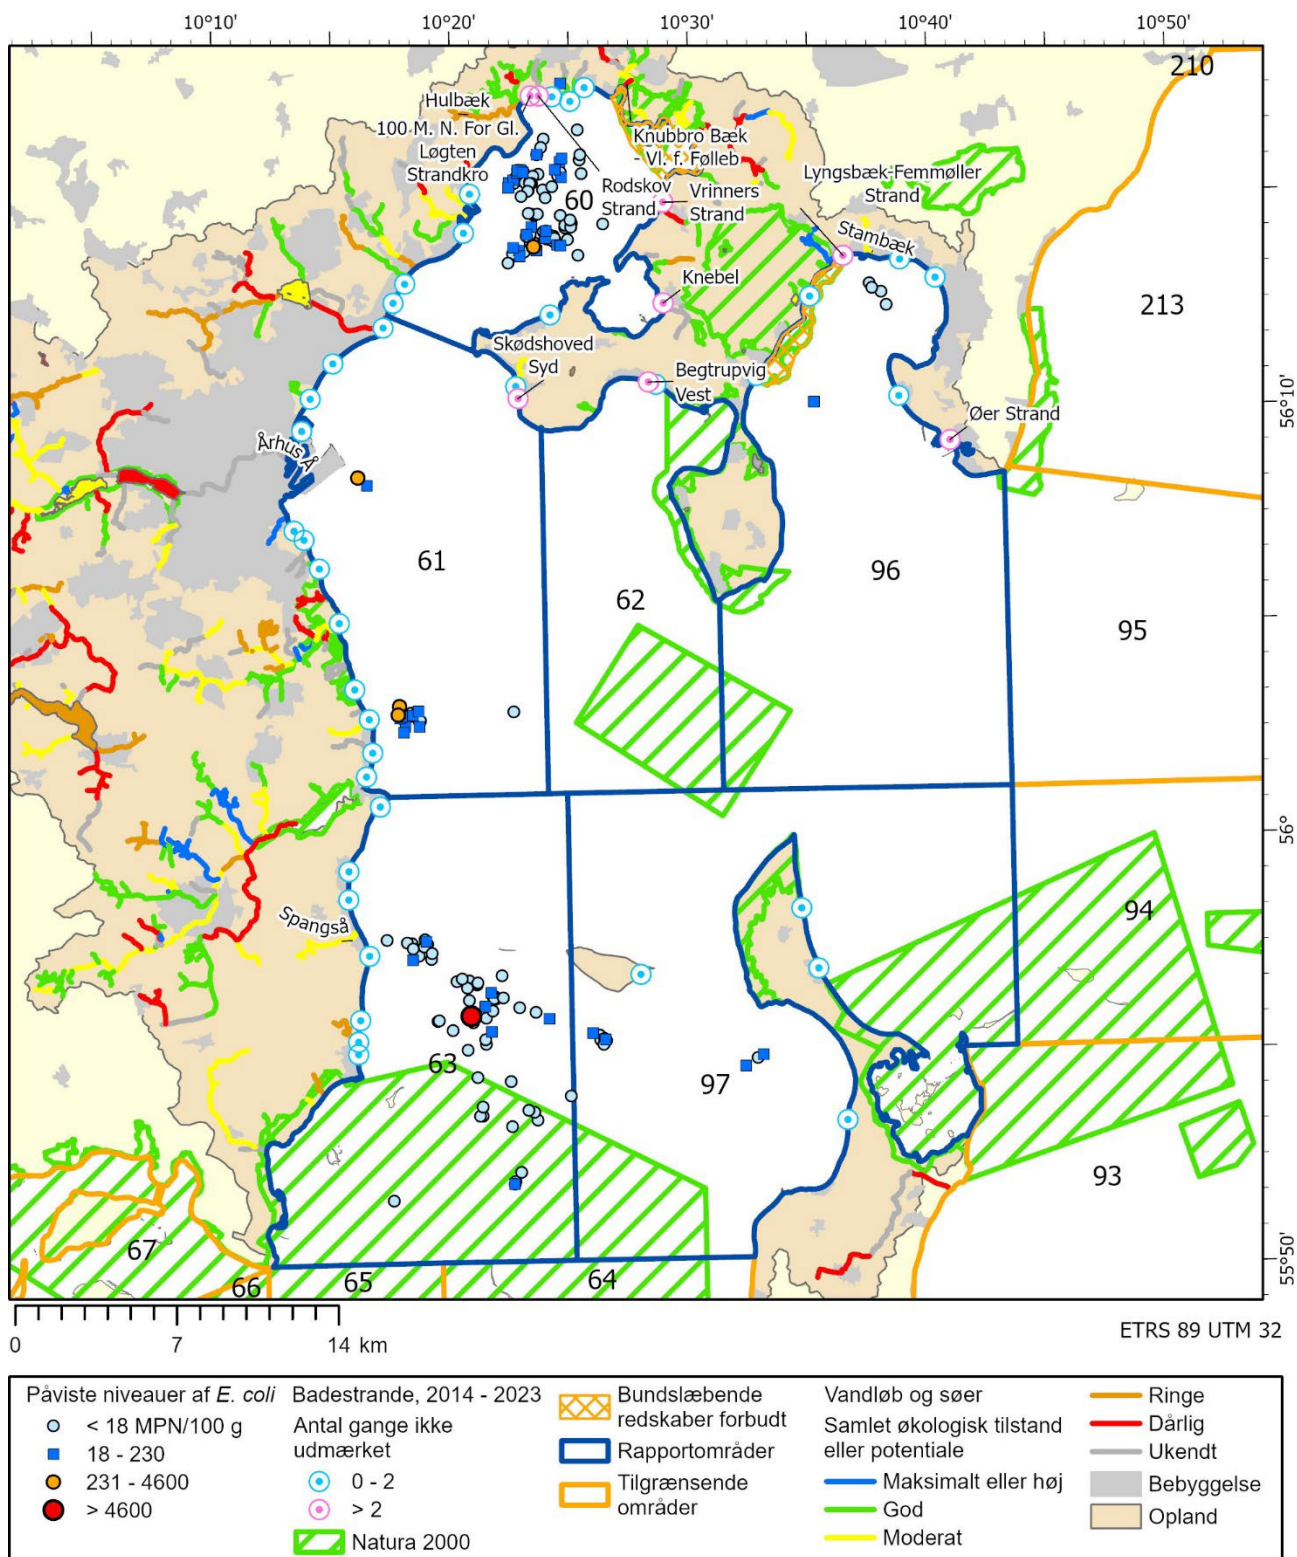 10°10'
10°20'
10°30'
10°40'
10°50'
210
Hulbæk
100 M. N. For Gl.
Løgten
Strandkro
Knubbro Bæk
- Vl. f. Følleb
Lyngsbæk-Femmøller
Strand
Rodskov
Strand
Vrinners
Strand
60
Stambæk
Knebel
213
Skødshoved
Syd
Begtrupvig
Vest
56°10'
Øer Strand
Århus Å
61
62
96
95
56°
Spangså
94
63
97
93
67
66
65
64
55°50'
0
7
14 km
ETRS 89 UTM 32
Påviste niveauer af E. coli
< 18 MPN/100 g
18 - 230
231 - 4600
> 4600
Badestrande, 2014 - 2023
Antal gange ikke
udmærket
0 - 2
> 2
Natura 2000
Bundslæbende
redskaber forbudt
Rapportområder
Tilgrænsende
områder
Vandløb og søer
Samlet økologisk tilstand
eller potentiale
Maksimalt eller høj
God
Moderat
Ringe
Dårlig
Ukendt
Bebyggelse
Opland